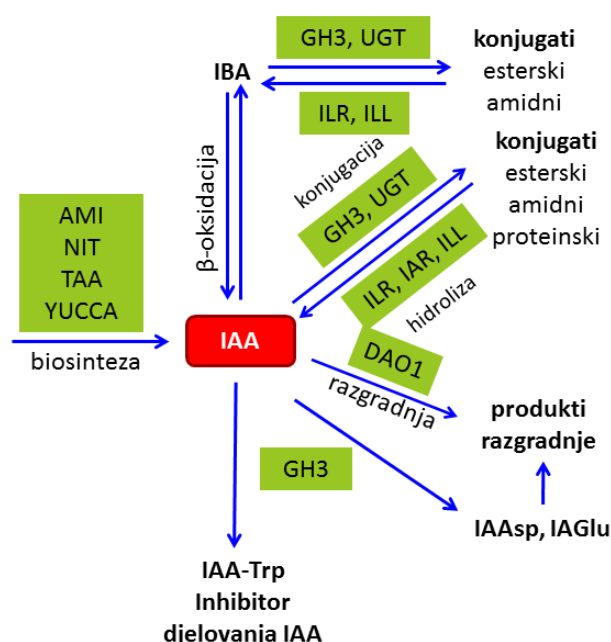 GH3, UGT
konjugati
esterski
amidni
IBA
ILR, ILL
konjugati
esterski
amidni
proteinski
konjugacija
GH3, UGT
β-oksidacija
ILR, IAR, ILL
hidroliza
AMI
NIT
TAA
YUCCA
biosinteza
IAA
DAO1
razgradnja
produkti
razgradnje
GH3
IAAsp, IAGlu
IAA-Trp
Inhibitor
dielovania IAA